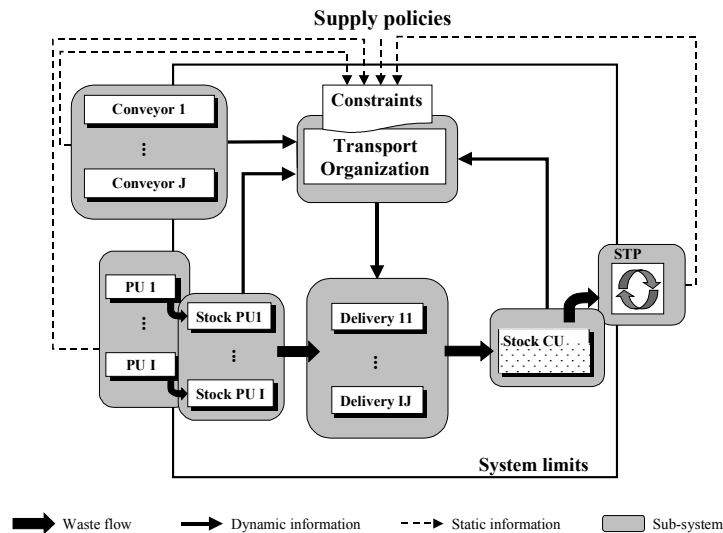 Supply policies
Constraints
Conveyor 1
⋮
Conveyor J
Transport
Organization
STP
PU 1
⋮
PU I
Stock PU1
⋮
Stock PU I
Delivery 11
⋮
Delivery IJ
Stock CU
System limits
Waste flow
Dynamic information
Static information
Sub-system